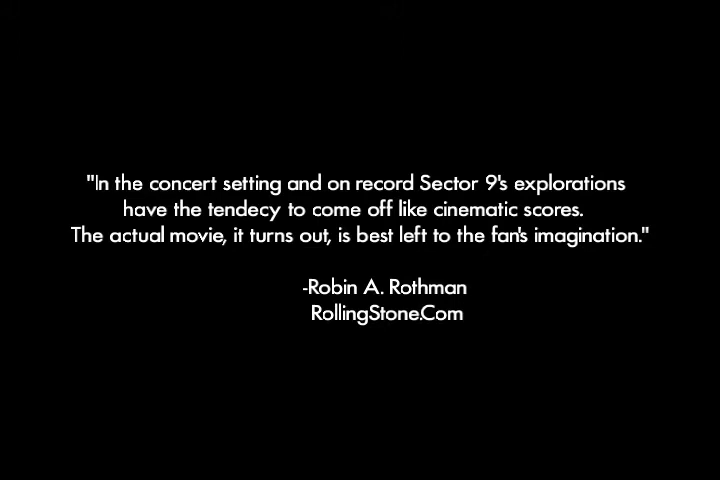 "In the concert setting and on record Sector 9's explorations
have the tendecy to come off like cinematic scores.
The actual movie, it turns out, is best left to the fan's imagination."
-Robin A. Rothman
RollingStone.Com